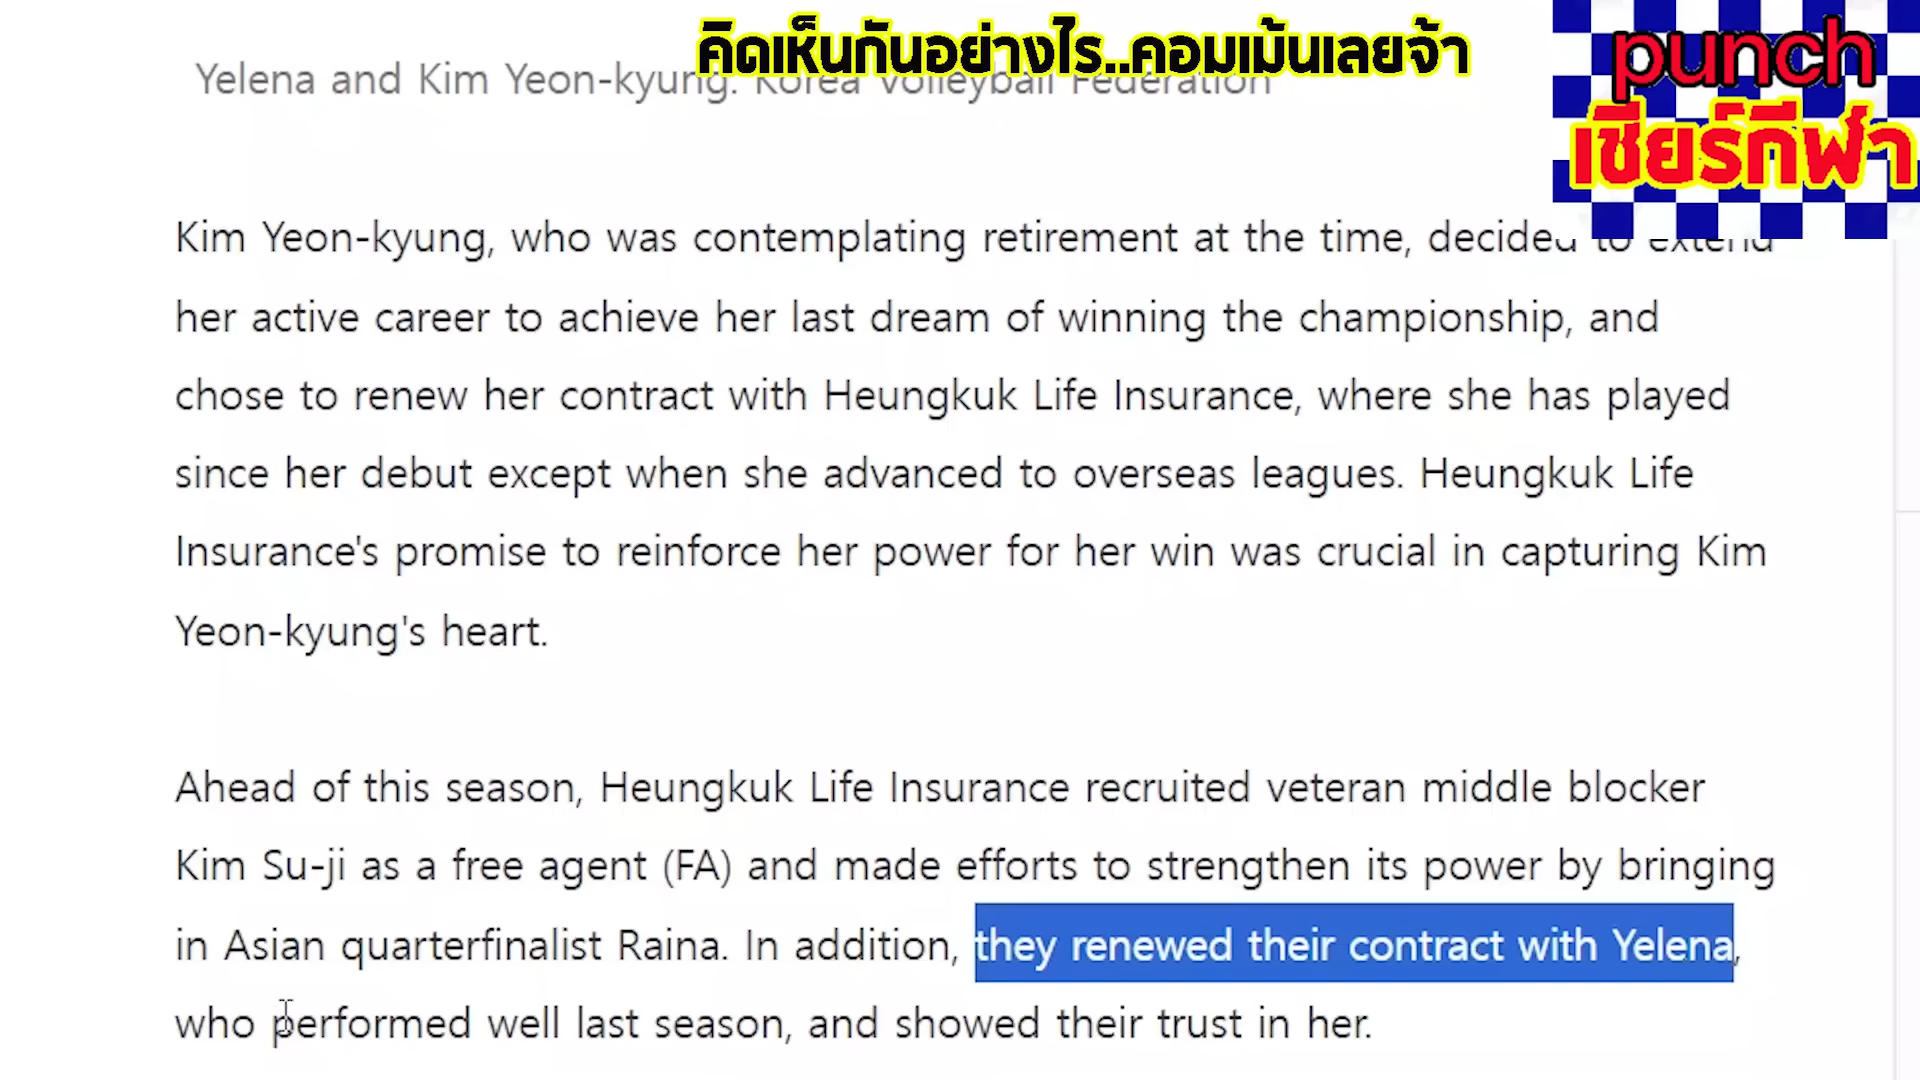 คิดเห็นกันอย่างไร..คอมเม้นเลยจ้า
punch
เชียร์กีฬา
Yelena and Kim Yeon-kyung. Korea Volleyball Federation
Kim Yeon-kyung, who was contemplating retirement at the time, decided to extend
her active career to achieve her last dream of winning the championship, and
chose to renew her contract with Heungkuk Life Insurance, where she has played
since her debut except when she advanced to overseas leagues. Heungkuk Life
Insurance's promise to reinforce her power for her win was crucial in capturing Kim
Yeon-kyung's heart.
Ahead of this season, Heungkuk Life Insurance recruited veteran middle blocker
Kim Su-ji as a free agent (FA) and made efforts to strengthen its power by bringing
in Asian quarterfinalist Raina. In addition, they renewed their contract with Yelena,
who performed well last season, and showed their trust in her.